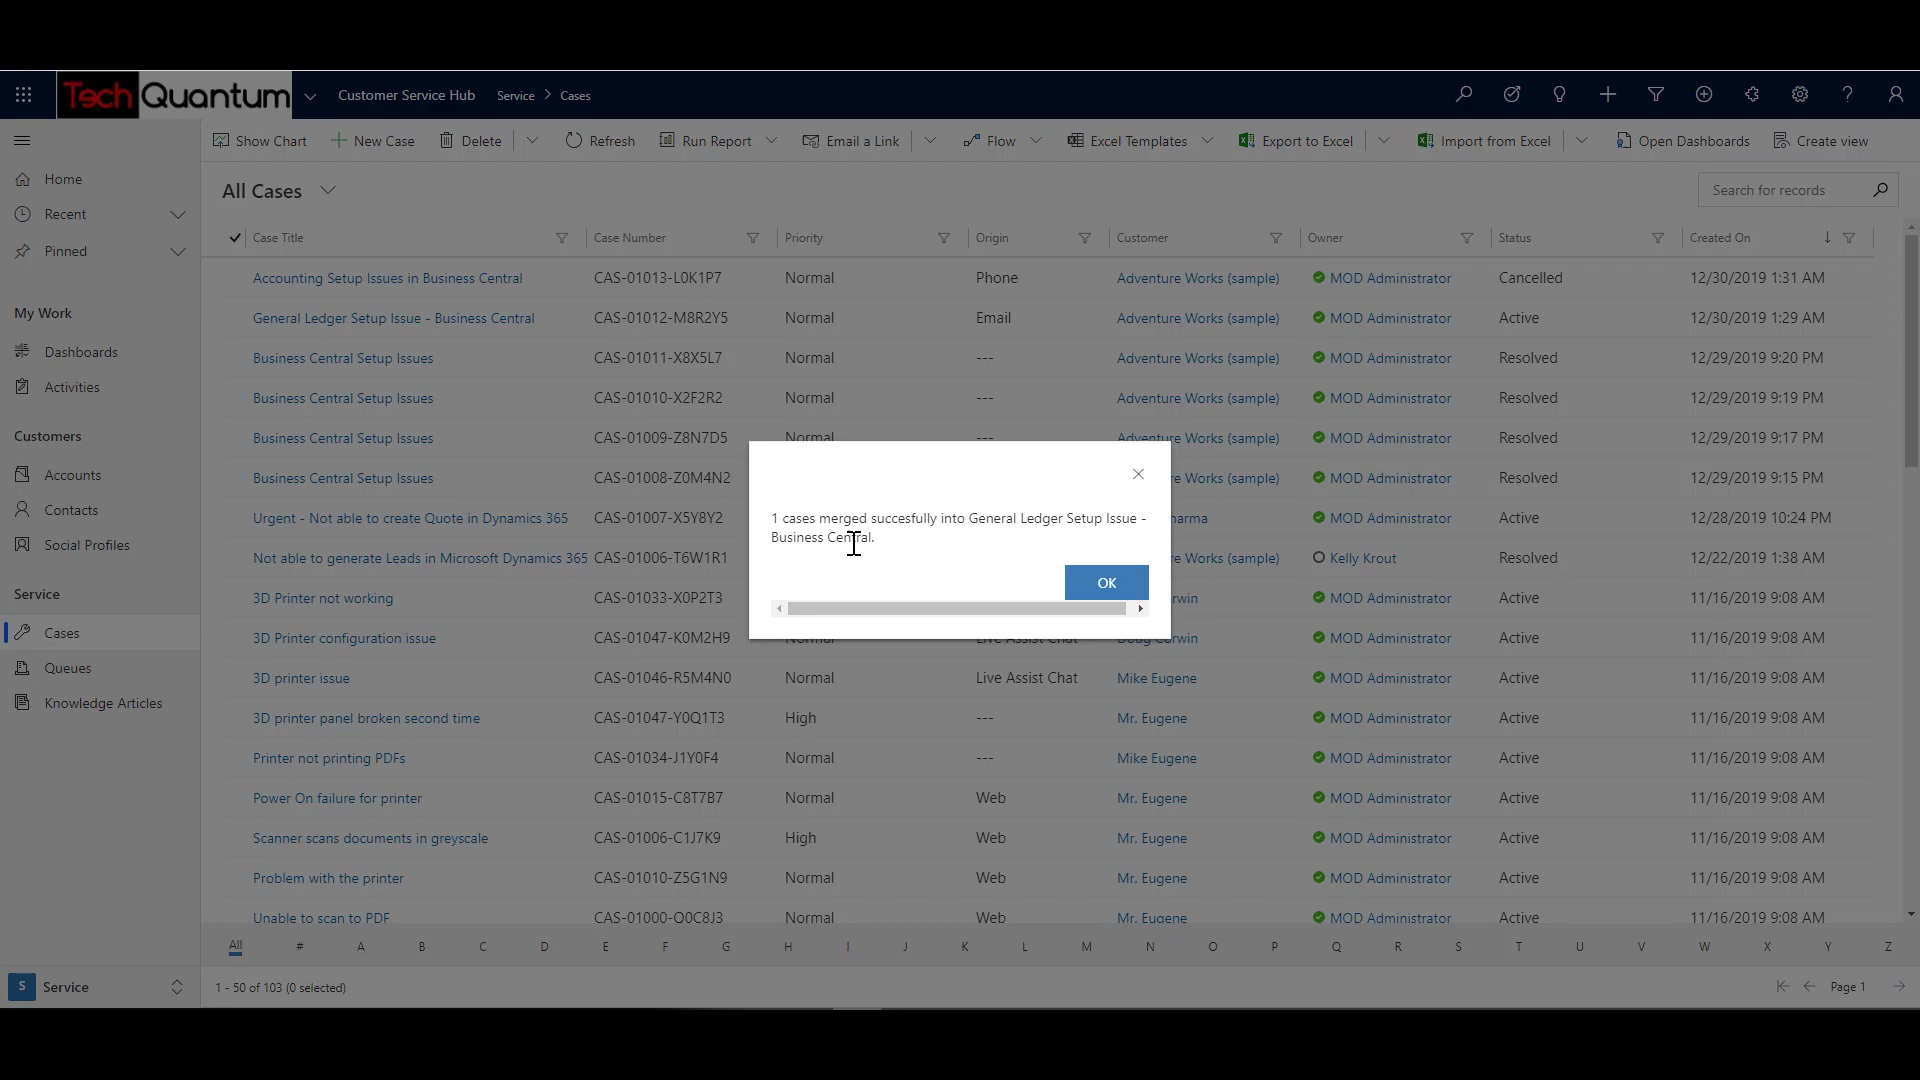 Tech Quantum
Customer Service Hub Service > Cases
Show Chart New Case Delete Refresh Run Report Email a Link Flow Excel Templates Export to Excel Import from Excel Open Dashboards Create view
Home
Recent
Pinned
My Work
Dashboards
Activities
Customers
Accounts
Contacts
Social Profiles
Service
Cases
Queues
Knowledge Articles
S Service
All Cases
Search for records
Case Title Case Number Priority Origin Customer Owner Status Created On
Accounting Setup Issues in Business Central CAS-01013-L0K1P7 Normal Phone Adventure Works (sample) MOD Administrator Cancelled 12/30/2019 1:31 AM
General Ledger Setup Issue - Business Central CAS-01012-M8R2Y5 Normal Email Adventure Works (sample) MOD Administrator Active 12/30/2019 1:29 AM
Business Central Setup Issues CAS-01011-X8X5L7 Normal --- Adventure Works (sample) MOD Administrator Resolved 12/29/2019 9:20 PM
Business Central Setup Issues CAS-01010-X2F2R2 Normal --- Adventure Works (sample) MOD Administrator Resolved 12/29/2019 9:19 PM
Business Central Setup Issues CAS-01009-Z8N7D5 Normal --- Adventure Works (sample) MOD Administrator Resolved 12/29/2019 9:17 PM
Business Central Setup Issues CAS-01008-Z0M4N2 re Works (sample) MOD Administrator Resolved 12/29/2019 9:15 PM
Urgent - Not able to create Quote in Dynamics 365 CAS-01007-X5Y8Y2 MOD Administrator Active 12/28/2019 10:24 PM
Not able to generate Leads in Microsoft Dynamics 365 CAS-01006-T6W1R1 re Works (sample) Kelly Krout Resolved 12/22/2019 1:38 AM
3D Printer not working CAS-01033-X0P2T3 MOD Administrator Active 11/16/2019 9:08 AM
3D Printer configuration issue CAS-01047-K0M2H9 Normal Live Assist Chat Doug Corwin MOD Administrator Active 11/16/2019 9:08 AM
3D printer issue CAS-01046-R5M4N0 Normal Live Assist Chat Mike Eugene MOD Administrator Active 11/16/2019 9:08 AM
3D printer panel broken second time CAS-01047-Y0Q1T3 High --- Mr. Eugene MOD Administrator Active 11/16/2019 9:08 AM
Printer not printing PDFs CAS-01034-J1Y0F4 Normal --- Mike Eugene MOD Administrator Active 11/16/2019 9:08 AM
Power On failure for printer CAS-01015-C8T7B7 Normal Web Mr. Eugene MOD Administrator Active 11/16/2019 9:08 AM
Scanner scans documents in greyscale CAS-01006-C1J7K9 High Web Mr. Eugene MOD Administrator Active 11/16/2019 9:08 AM
Problem with the printer CAS-01010-Z5G1N9 Normal Web Mr. Eugene MOD Administrator Active 11/16/2019 9:08 AM
Unable to scan to PDF CAS-01000-Q0C8J3 Normal Web Mr. Eugene MOD Administrator Active 11/16/2019 9:08 AM
1 cases merged succesfully into General Ledger Setup Issue -
Business Central.
OK
All # A B C D E F G H I J K L M N O P Q R S T U V W X Y Z
1 - 50 of 103 (0 selected) Page 1